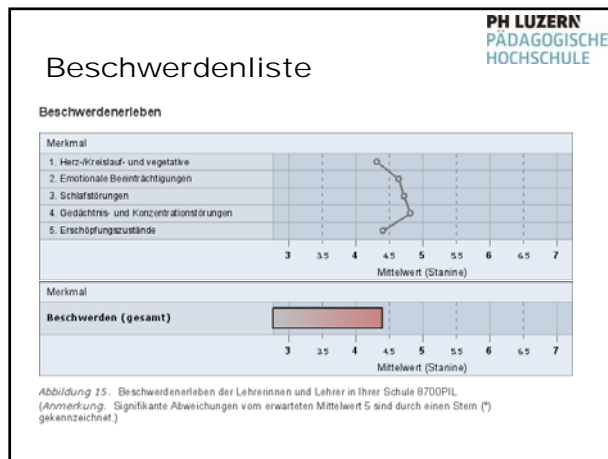 PH LUZERN
PÄDAGOGISCHE
HOCHSCHULE
Beschwerdenliste
Beschwerdenerleben
Merkmal
1. Herz-/Kreislauf- und vegetative
2. Emotionale Beeinträchtigungen
3. Schlafstörungen
4. Gedächtnis- und Konzentrationstörungen
5. Erschöpfungszustände
3 3.5 4 4.5 5 5.5 6 6.5 7
Mittelwert (Stanine)
Merkmal
Beschwerden (gesamt)
3 3.5 4 4.5 5 5.5 6 6.5 7
Mittelwert (Stanine)
Abbildung 15. Beschwerdenerleben der Lehrerinnen und Lehrer in Ihrer Schule 8700PIL
(Anmerkung. Signifikante Abweichungen vom erwarteten Mittelwert 5 sind durch einen Stern (*)
gekennzeichnet.)